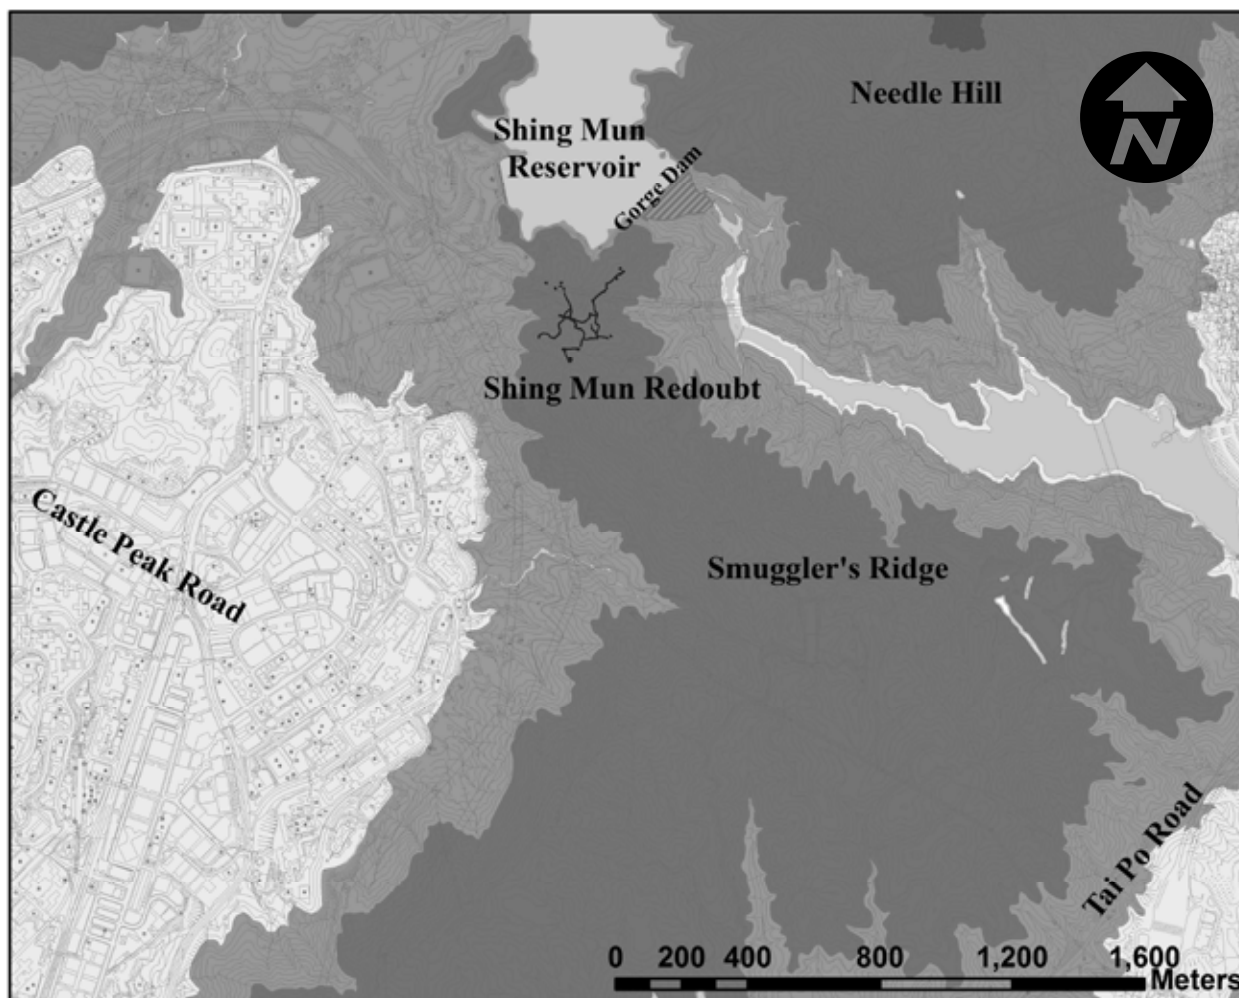 Needle Hill
N
Shing Mun
Reservoir
Gorge Dam
Shing Mun Redoubt
Castle Peak Road
Smuggler's Ridge
Tai Po Road
0 200 400 800 1,200 1,600
Meters